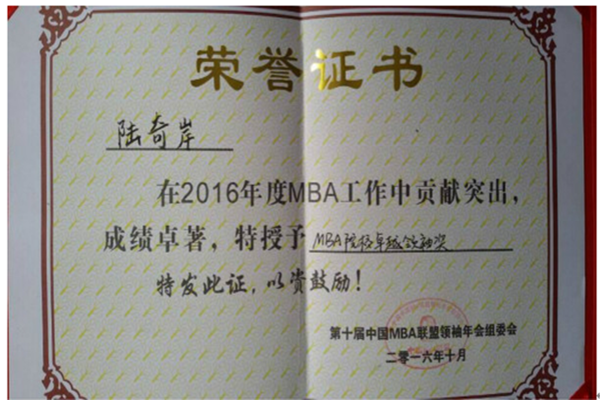 荣誉证书
陆奇岸
在2016年度MBA工作中贡献突出，
成绩卓著，特授予 MBA院校卓越领袖奖
特发此证，以资鼓励！
第十届中国MBA联盟领袖年会组委会
二零一六年十月